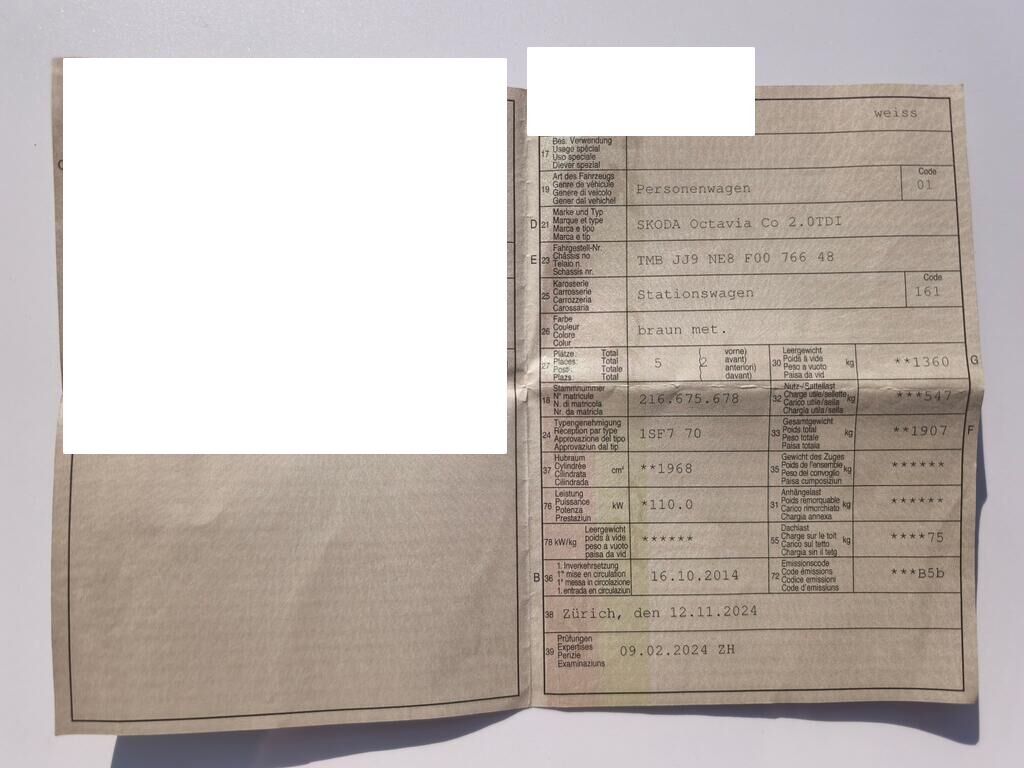 weiss
17 Bes. Verwendung
Usage spécial
Uso speciale
Diever spezial
19 Art des Fahrzeugs
Genre de véhicule
Genere di veicolo
Gener dal vehichel
Personenwagen
Code
01
D 21 Marke und Typ
Marque et type
Marca e tipo
Marca e tip
SKODA Octavia Co 2.0TDI
E 23 Fahrgestell-Nr.
Châssis no
Telaio n.
Schassis nr.
TMB JJ9 NE8 F00 766 48
25 Karosserie
Carrosserie
Carrozzeria
Carossaria
Stationswagen
Code
161
26 Farbe
Couleur
Colore
Colur
braun met.
27 Plätze: Total
Places: Total
Posti: Totale
Plazs: Total
5 2
vorne)
avant)
anteriori)
davant)
30 Leergewicht
Poids à vide
Peso a vuoto
Paisa da vid
kg
**1360
G
18 Stammnummer
N° matricule
N. di matricola
Nr. da matricla
216.675.678
32 Nutz-/Sattellast
Charge utile/sellette
Carico utile/sella
Chargia utila/sella
kg
***547
24 Typengenehmigung
Réception par type
Approvazione del tipo
Approvaziun dal tip
1SF7 70
33 Gesamtgewicht
Poids total
Peso totale
Paisa totala
kg
**1907
F
37 Hubraum
Cylindrée
Cilindrata
Cilindrada
cm³
**1968
35 Gewicht des Zuges
Poids de l'ensemble
Peso del convoglio
Paisa cumposiziun
kg
******
76 Leistung
Puissance
Potenza
Prestaziun
kW
*110.0
31 Anhängelast
Poids remorquable
Carico rimorchiato
Chargia annexa
kg
******
78 kW/kg
Leergewicht
poids à vide
peso a vuoto
paisa da vid
******
55 Dachlast
Charge sur le toit
Carico sul tetto
Chargia sin il tetg
kg
****75
B 36 1. Inverkehrsetzung
1re mise en circulation
1a messa in circolazione
1. entrada en circulaziun
16.10.2014
72 Emissionscode
Code émissions
Codice emissioni
Code d'emissiuns
***B5b
38 Zürich, den 12.11.2024
39 Prüfungen
Expertises
Perizie
Examinaziuns
09.02.2024 ZH